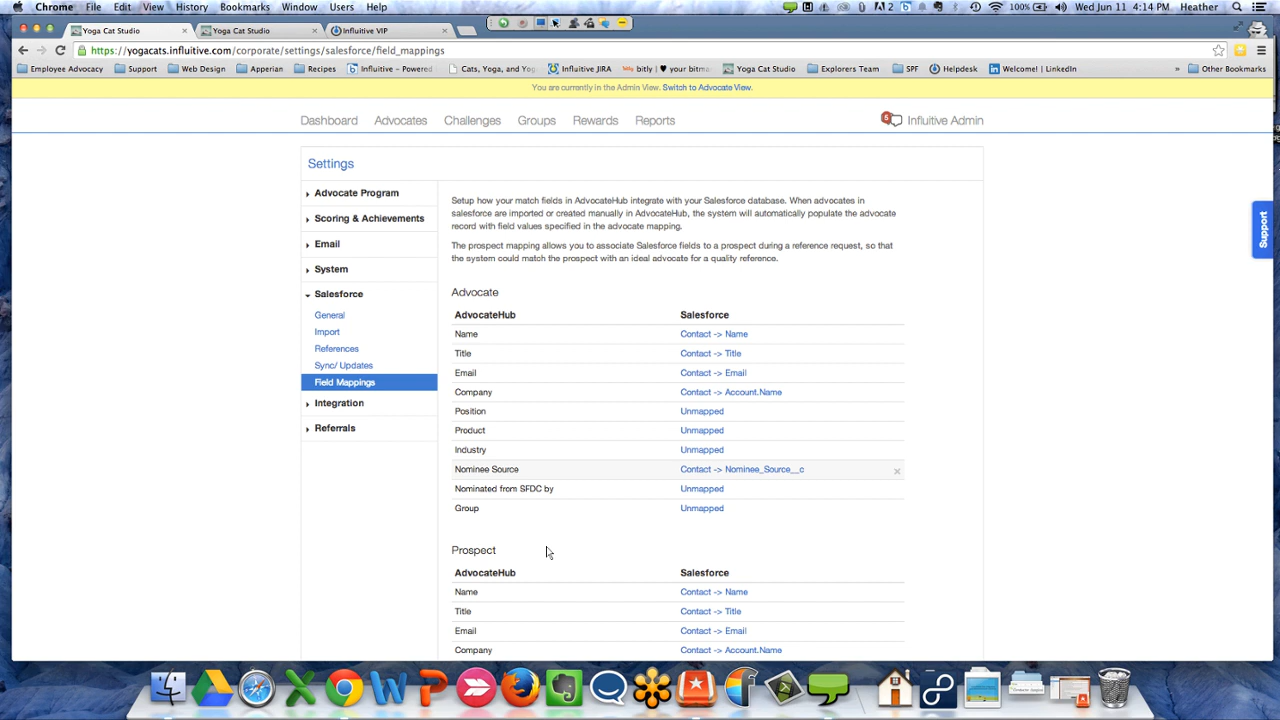 Chrome File Edit View History Bookmarks Window Users Help
2 100% Wed Jun 11 4:14 PM Heather
Yoga Cat Studio × Yoga Cat Studio × Influitive VIP ×
https://yogacats.influitive.com/corporate/settings/salesforce/field_mappings
Employee Advocacy Support Web Design Apperian Recipes Influitive – Powered Cats, Yoga, and Yog Influitive JIRA bitly | your bitmar Yoga Cat Studio Explorers Team SPF Helpdesk Welcome! | LinkedIn » Other Bookmarks
You are currently in the Admin View. Switch to Advocate View.
Dashboard Advocates Challenges Groups Rewards Reports Influitive Admin
Settings
Advocate Program
Scoring & Achievements
Email
System
Salesforce
General
Import
References
Sync/ Updates
Field Mappings
Integration
Referrals
Setup how your match fields in AdvocateHub integrate with your Salesforce database. When advocates in
salesforce are imported or created manually in AdvocateHub, the system will automatically populate the advocate
record with field values specified in the advocate mapping.
The prospect mapping allows you to associate Salesforce fields to a prospect during a reference request, so that
the system could match the prospect with an ideal advocate for a quality reference.
Advocate
AdvocateHub Salesforce
Name Contact -> Name
Title Contact -> Title
Email Contact -> Email
Company Contact -> Account.Name
Position Unmapped
Product Unmapped
Industry Unmapped
Nominee Source Contact -> Nominee_Source__c ×
Nominated from SFDC by Unmapped
Group Unmapped
Prospect
AdvocateHub Salesforce
Name Contact -> Name
Title Contact -> Title
Email Contact -> Email
Company Contact -> Account.Name
Support